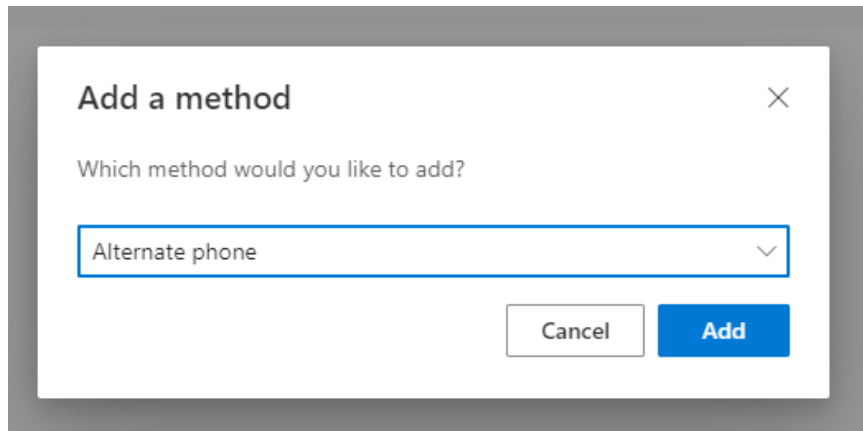 Add a method
Which method would you like to add?
Alternate phone
Cancel
Add